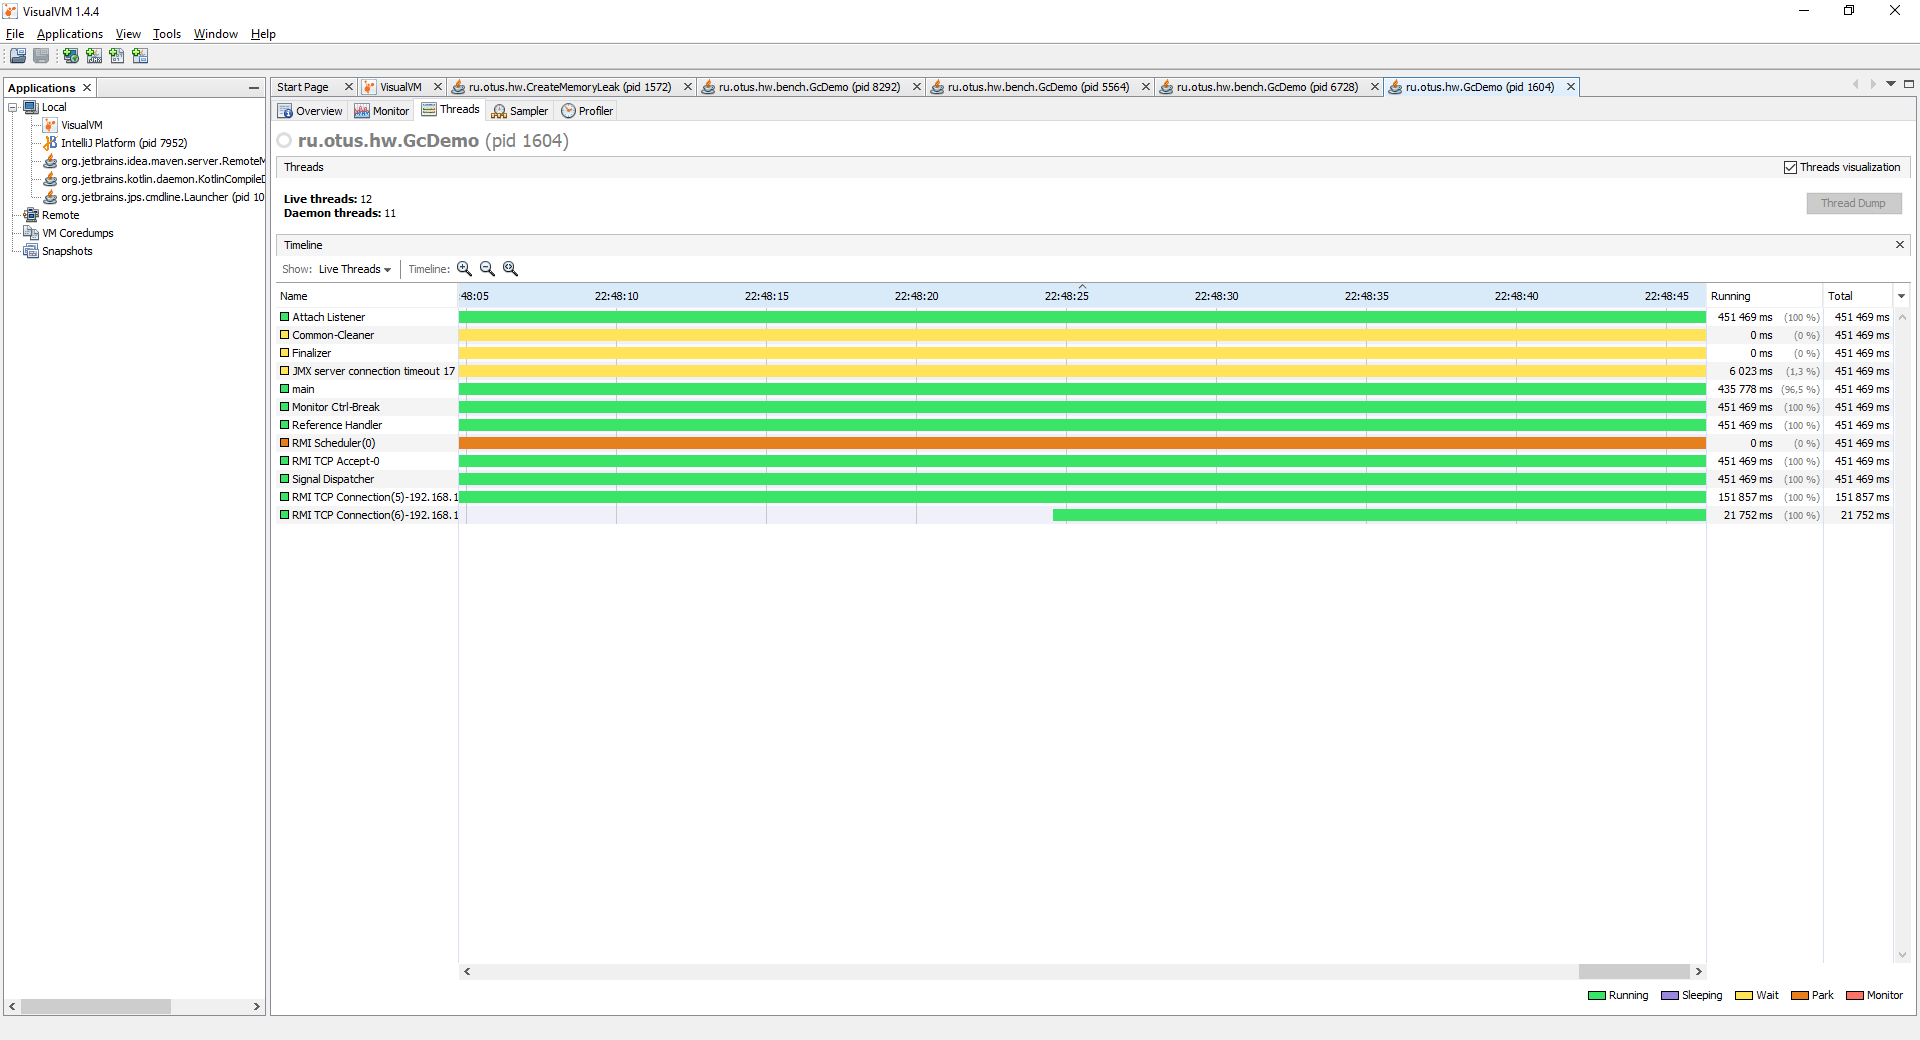 VisualVM 1.4.4
File Applications View Tools Window Help
Applications
Local
VisualVM
IntelliJ Platform (pid 7952)
org.jetbrains.idea.maven.server.RemoteM
org.jetbrains.kotlin.daemon.KotlinCompileD
org.jetbrains.jps.cmdline.Launcher (pid 10
Remote
VM Coredumps
Snapshots
Start Page VisualVM ru.otus.hw.CreateMemoryLeak (pid 1572) ru.otus.hw.bench.GcDemo (pid 8292) ru.otus.hw.bench.GcDemo (pid 5564) ru.otus.hw.bench.GcDemo (pid 6728) ru.otus.hw.GcDemo (pid 1604)
Overview Monitor Threads Sampler Profiler
ru.otus.hw.GcDemo (pid 1604)
Threads Threads visualization
Live threads: 12
Daemon threads: 11
Thread Dump
Timeline
Show: Live Threads Timeline:
Name :48:05 22:48:10 22:48:15 22:48:20 22:48:25 22:48:30 22:48:35 22:48:40 22:48:45 Running Total
Attach Listener 451 469 ms (100 %) 451 469 ms
Common-Cleaner 0 ms (0 %) 451 469 ms
Finalizer 0 ms (0 %) 451 469 ms
JMX server connection timeout 17 6 023 ms (1,3 %) 451 469 ms
main 435 778 ms (96,5 %) 451 469 ms
Monitor Ctrl-Break 451 469 ms (100 %) 451 469 ms
Reference Handler 451 469 ms (100 %) 451 469 ms
RMI Scheduler(0) 0 ms (0 %) 451 469 ms
RMI TCP Accept-0 451 469 ms (100 %) 451 469 ms
Signal Dispatcher 451 469 ms (100 %) 451 469 ms
RMI TCP Connection(5)-192.168.1 151 857 ms (100 %) 151 857 ms
RMI TCP Connection(6)-192.168.1 21 752 ms (100 %) 21 752 ms
Running Sleeping Wait Park Monitor